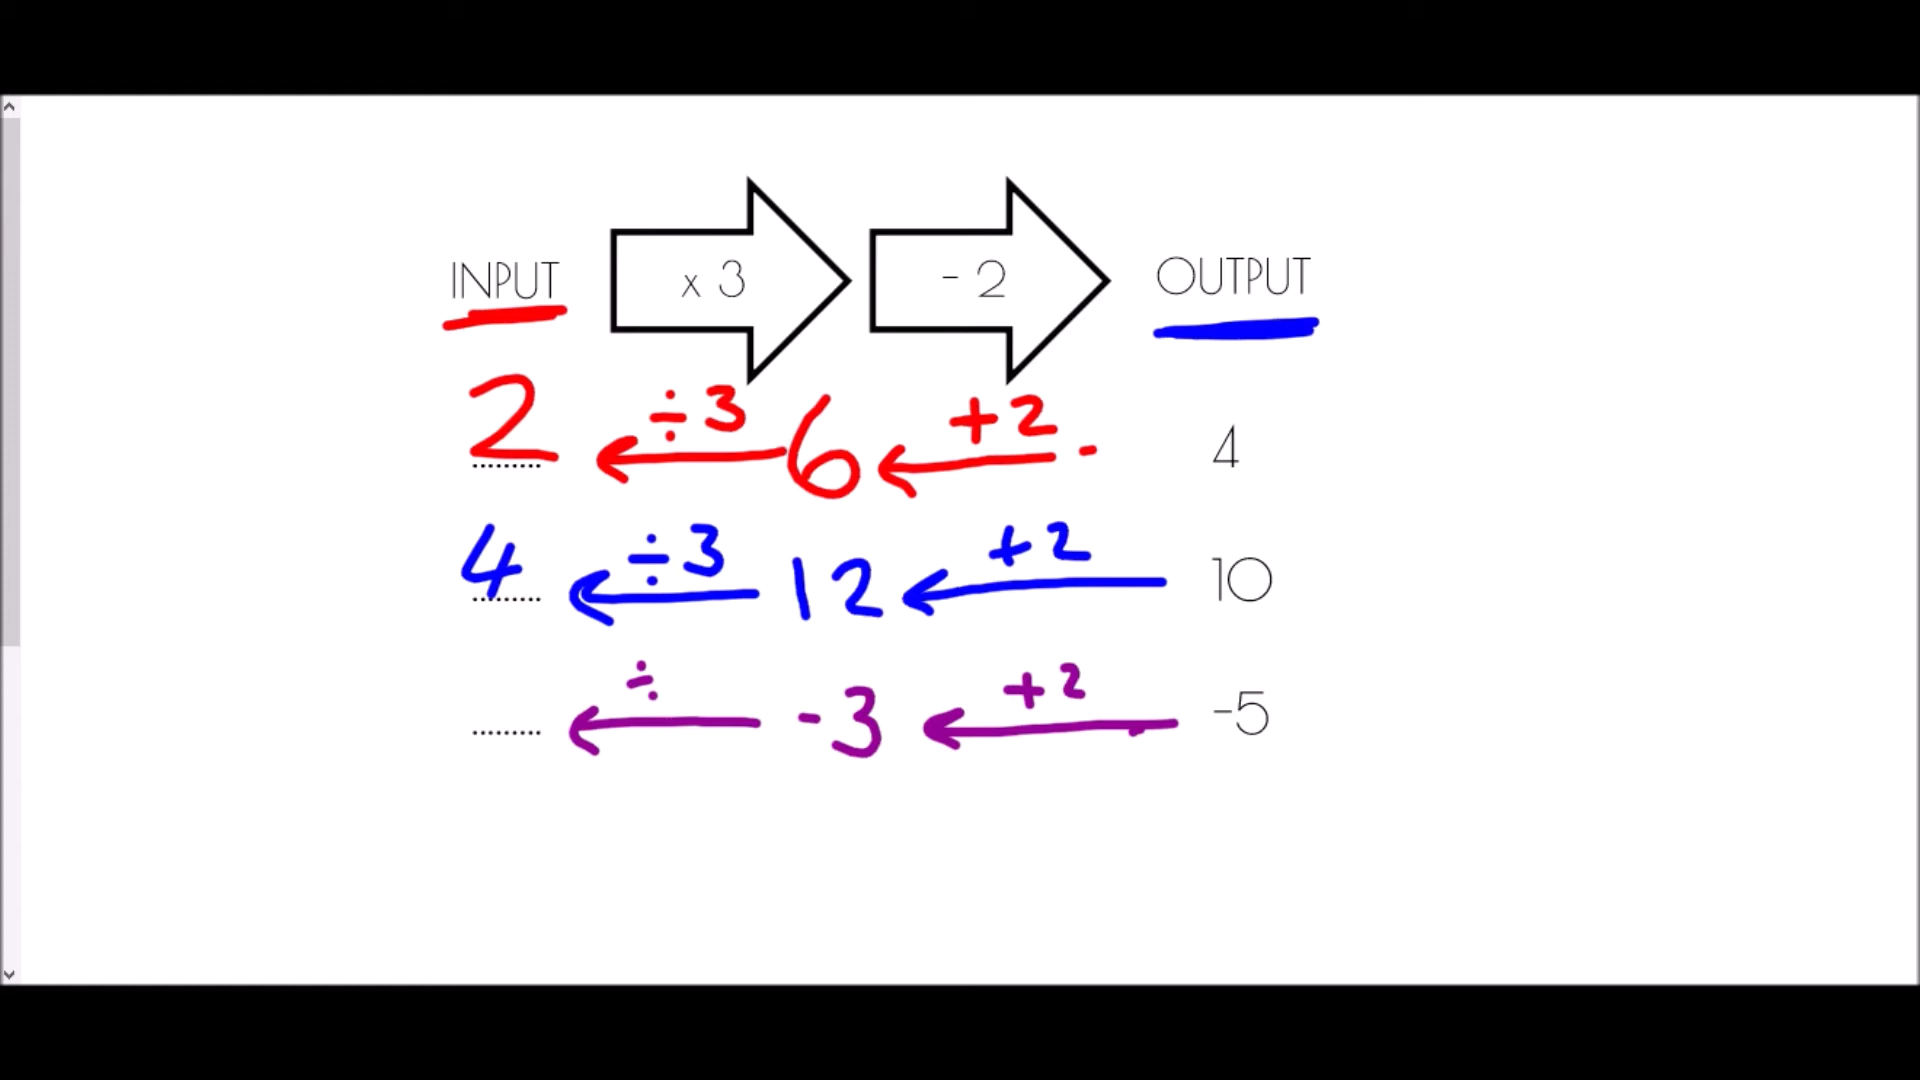 INPUT x 3 - 2 OUTPUT
2 ÷3 6 +2 - 4
4 ÷3 12 +2 10
......... ÷ -3 +2 -5